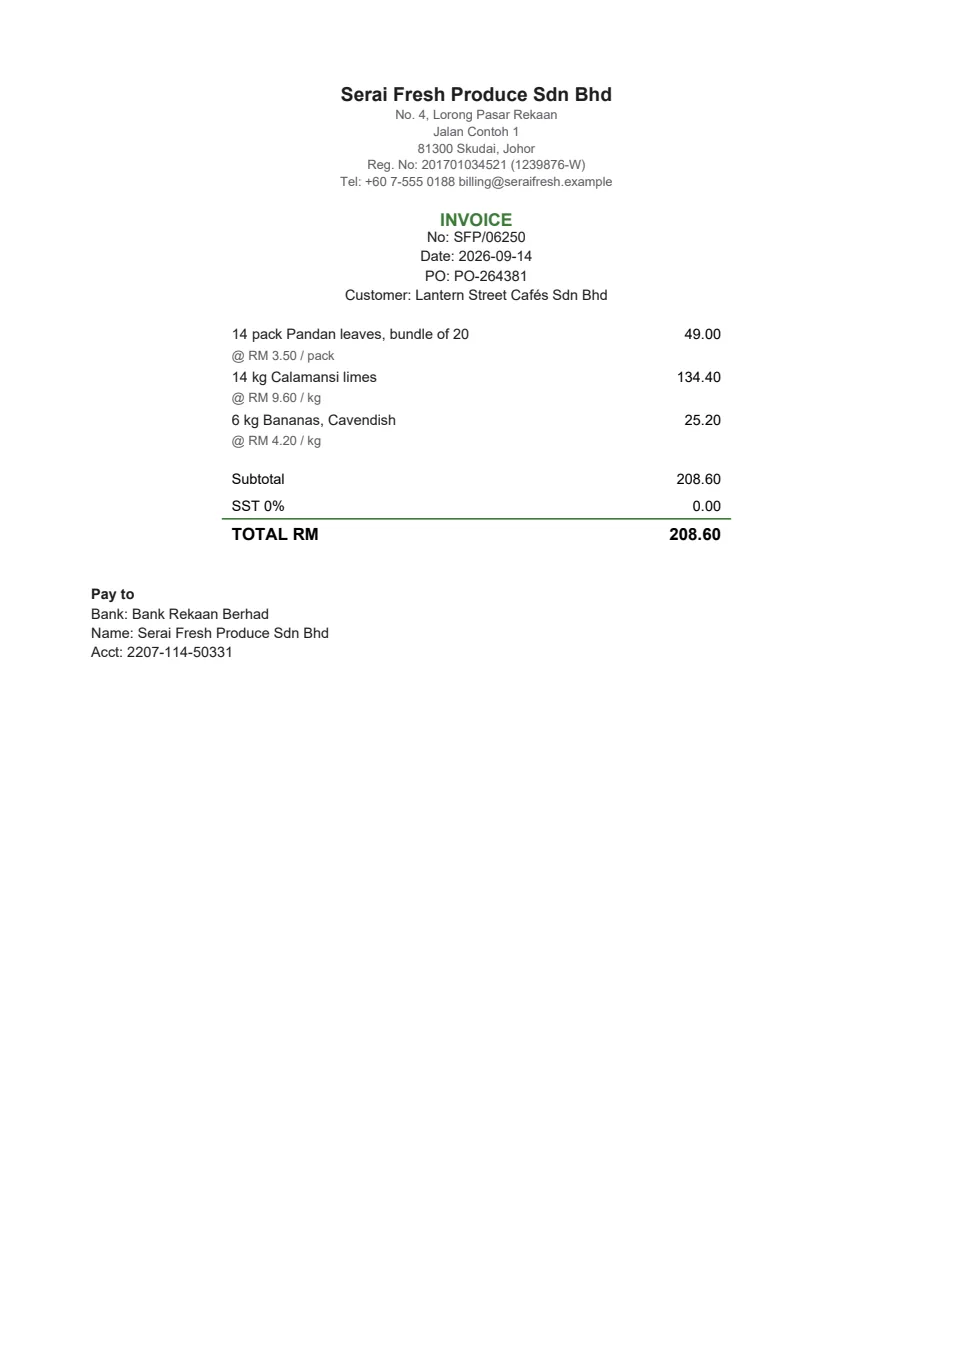 Serai Fresh Produce Sdn Bhd
No. 4, Lorong Pasar Rekaan
Jalan Contoh 1
81300 Skudai, Johor
Reg. No: 201701034521 (1239876-W)
Tel: +60 7-555 0188 billing@seraifresh.example
INVOICE
No: SFP/06250
Date: 2026-09-14
PO: PO-264381
Customer: Lantern Street Cafés Sdn Bhd
14 pack Pandan leaves, bundle of 20 49.00
@ RM 3.50 / pack
14 kg Calamansi limes 134.40
@ RM 9.60 / kg
6 kg Bananas, Cavendish 25.20
@ RM 4.20 / kg
Subtotal 208.60
SST 0% 0.00
TOTAL RM 208.60
Pay to
Bank: Bank Rekaan Berhad
Name: Serai Fresh Produce Sdn Bhd
Acct: 2207-114-50331